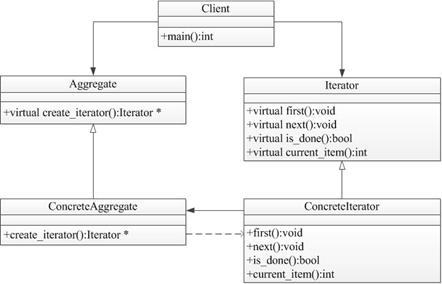 Client
+main():int
Aggregate
+virtual create_iterator():Iterator *
Iterator
+virtual first():void
+virtual next():void
+virtual is_done():bool
+virtual current_item():int
ConcreteAggregate
+create_iterator():Iterator *
ConcreteIterator
+first():void
+next():void
+is_done():bool
+current_item():int